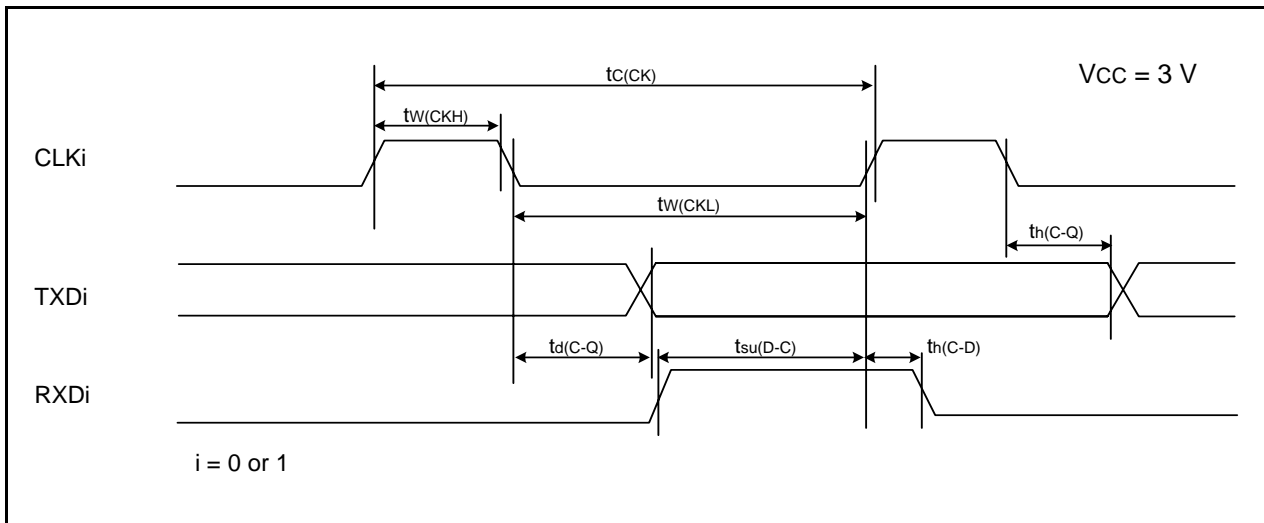 tC(CK)
VCC = 3 V
tW(CKH)
CLKi
tW(CKL)
th(C-Q)
TXDi
td(C-Q)
tsu(D-C)
th(C-D)
RXDi
i = 0 or 1